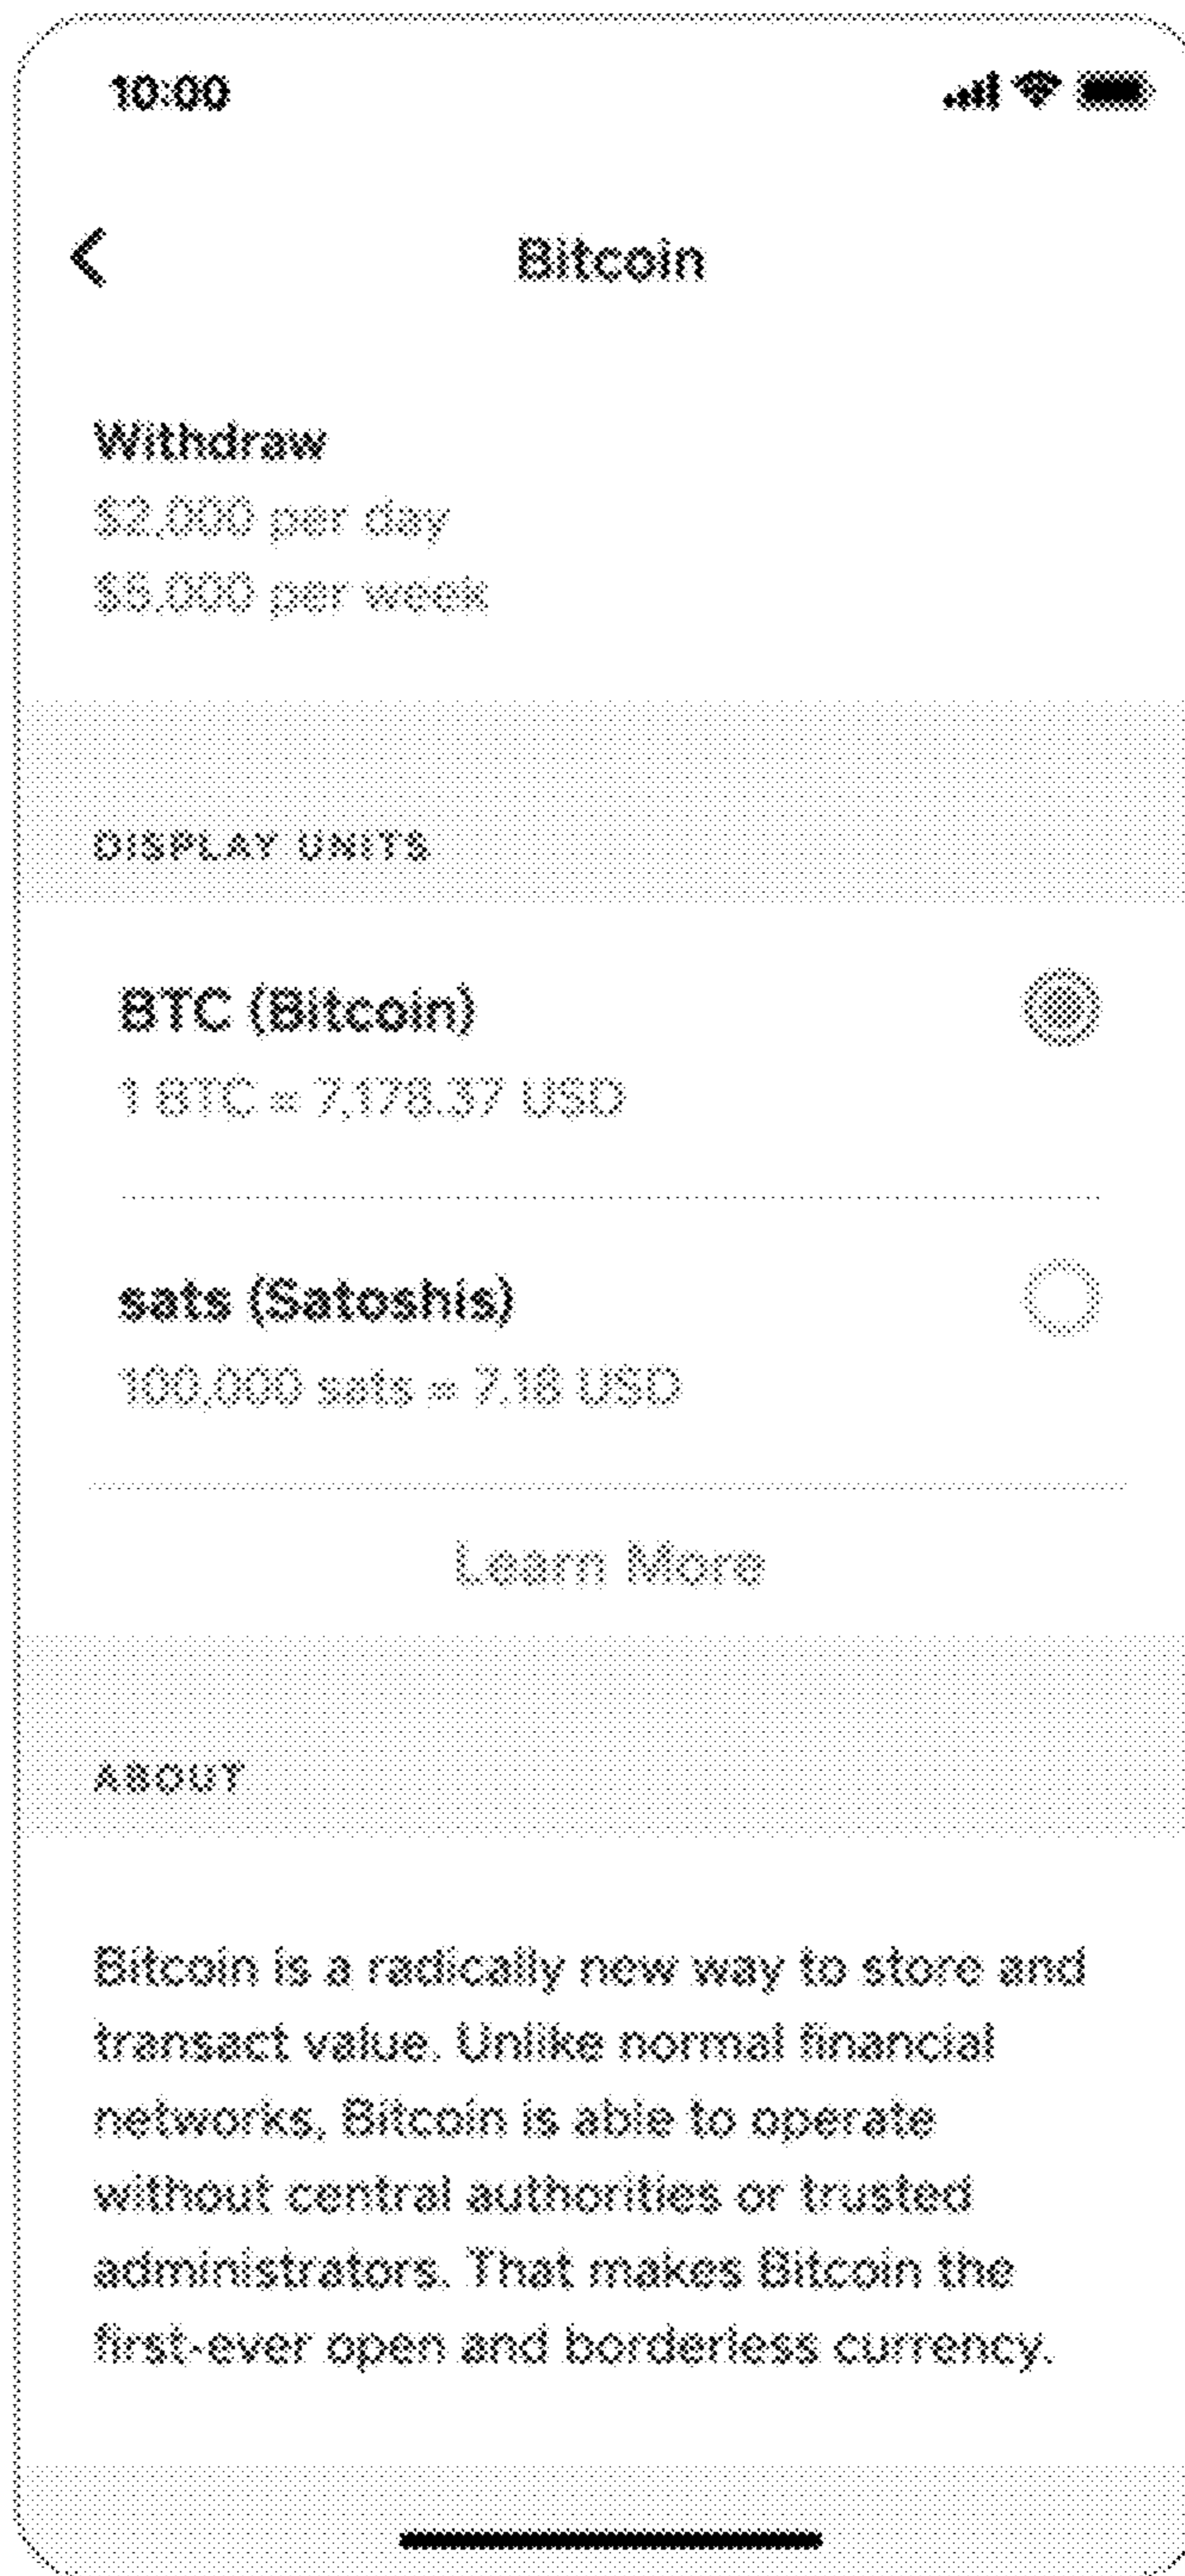 10:00
Bitcoin
Withdraw
$2,000 per day
$5,000 per week
DISPLAY UNITS
BTC (Bitcoin)
1 BTC = 7,178.37 USD
sats (Satoshis)
100,000 sats = 7.18 USD
Learn More
ABOUT
Bitcoin is a radically new way to store and
transact value. Unlike normal financial
networks, Bitcoin is able to operate
without central authorities or trusted
administrators. That makes Bitcoin the
first-ever open and borderless currency.